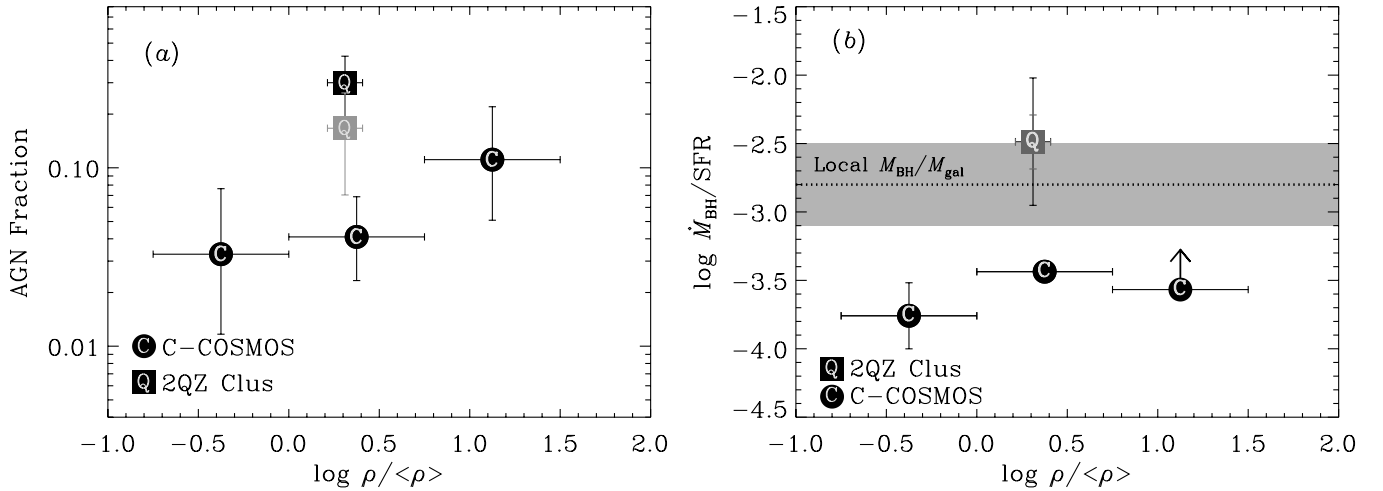 (a)
AGN Fraction
0.10
0.01
Q
Q
C
C
C
C C-COSMOS
Q 2QZ Clus
-1.0 -0.5 0.0 0.5 1.0 1.5 2.0
log ρ/<ρ>
(b)
log Ṁ_BH/SFR
-1.5
-2.0
-2.5
-3.0
-3.5
-4.0
-4.5
Q
Local M_BH/M_gal
C
C
C
Q 2QZ Clus
C C-COSMOS
-1.0 -0.5 0.0 0.5 1.0 1.5 2.0
log ρ/<ρ>